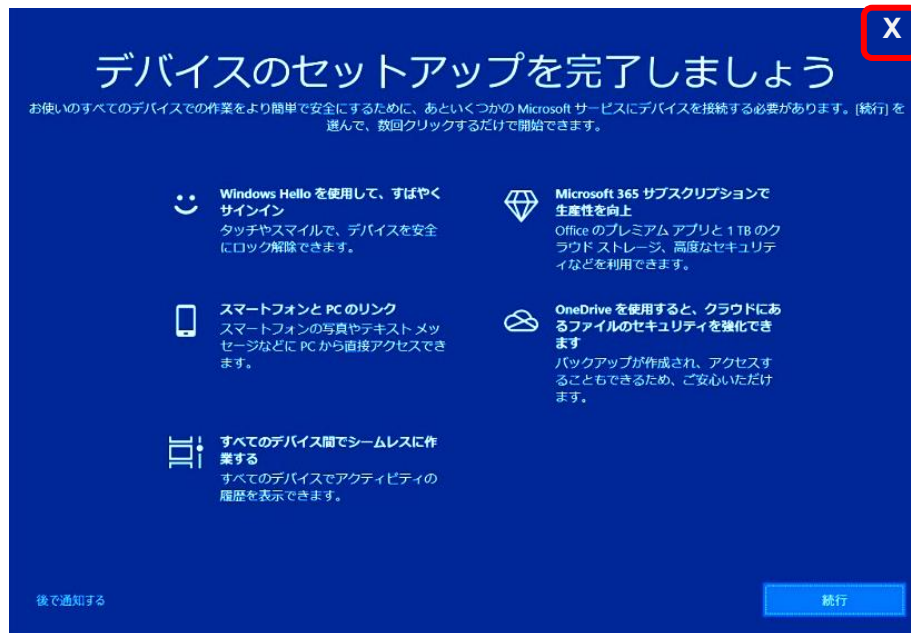 X
デバイスのセットアップを完了しましょう
お使いのすべてのデバイスでの作業をより簡単で安全にするために、あといくつかの Microsoft サービスにデバイスを接続する必要があります。[続行] を
選んで、数回クリックするだけで開始できます。
Windows Hello を使用して、すばやく
サインイン
タッチやスマイルで、デバイスを安全
にロック解除できます。
Microsoft 365 サブスクリプションで
生産性を向上
Office のプレミアム アプリと 1 TB のク
ラウド ストレージ、高度なセキュリテ
ィなどを利用できます。
スマートフォンと PC のリンク
スマートフォンの写真やテキスト メッ
セージなどに PC から直接アクセスでき
ます。
OneDrive を使用すると、クラウドにあ
るファイルのセキュリティを強化でき
ます
バックアップが作成され、アクセスす
ることもできるため、ご安心いただけ
ます。
すべてのデバイス間でシームレスに作
業する
すべてのデバイスでアクティビティの
履歴を表示できます。
後で通知する
続行